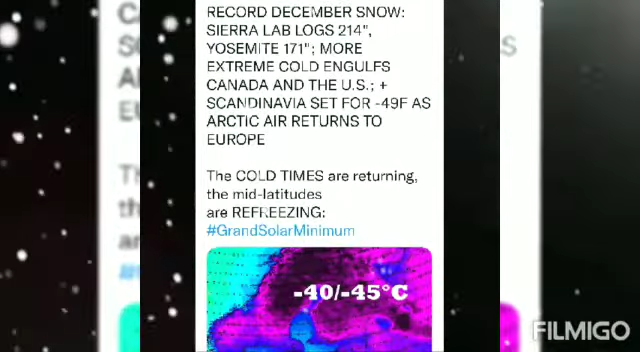 RECORD DECEMBER SNOW:
SIERRA LAB LOGS 214",
YOSEMITE 171"; MORE
EXTREME COLD ENGULFS
CANADA AND THE U.S.; +
SCANDINAVIA SET FOR -49F AS
ARCTIC AIR RETURNS TO
EUROPE
The COLD TIMES are returning,
the mid-latitudes
are REFREEZING:
#GrandSolarMinimum
-40/-45°C
FILMIGO